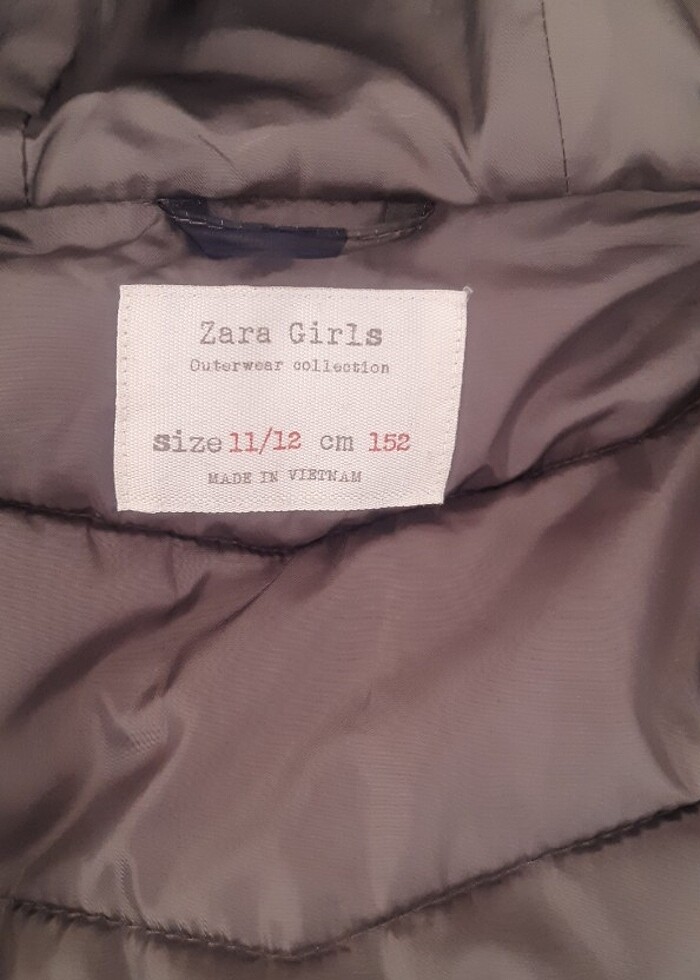 Zara Girls
Outerwear collection
size 11/12 cm 152
MADE IN VIETNAM